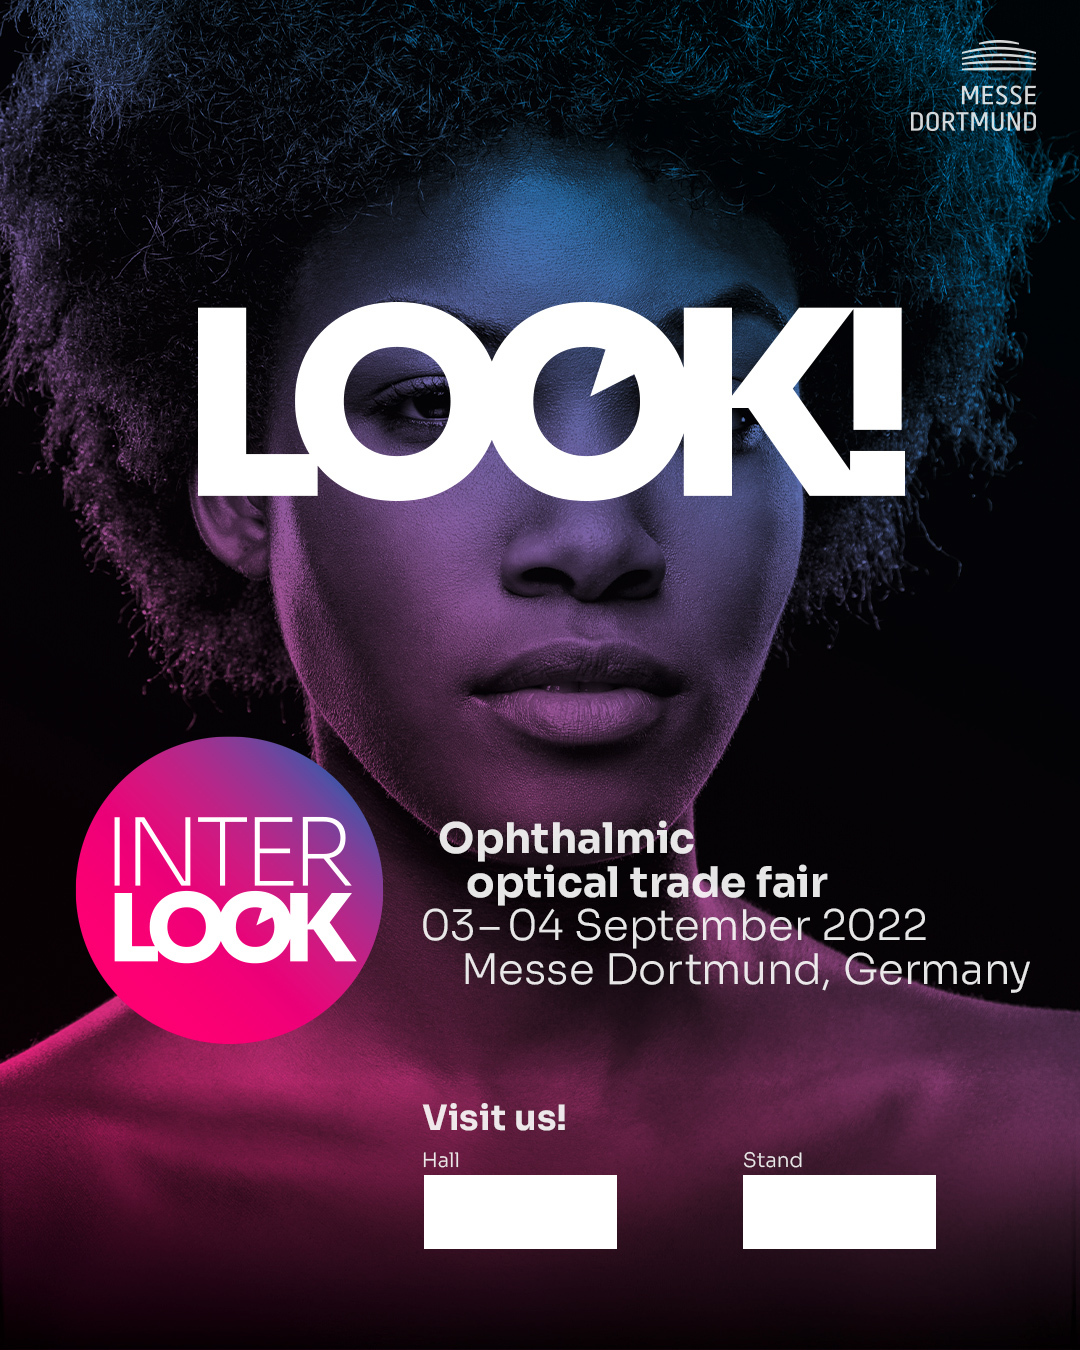 MESSE
DORTMUND
LOOK!
INTER
LOOK
Ophthalmic
optical trade fair
03–04 September 2022
Messe Dortmund, Germany
Visit us!
Hall
Stand